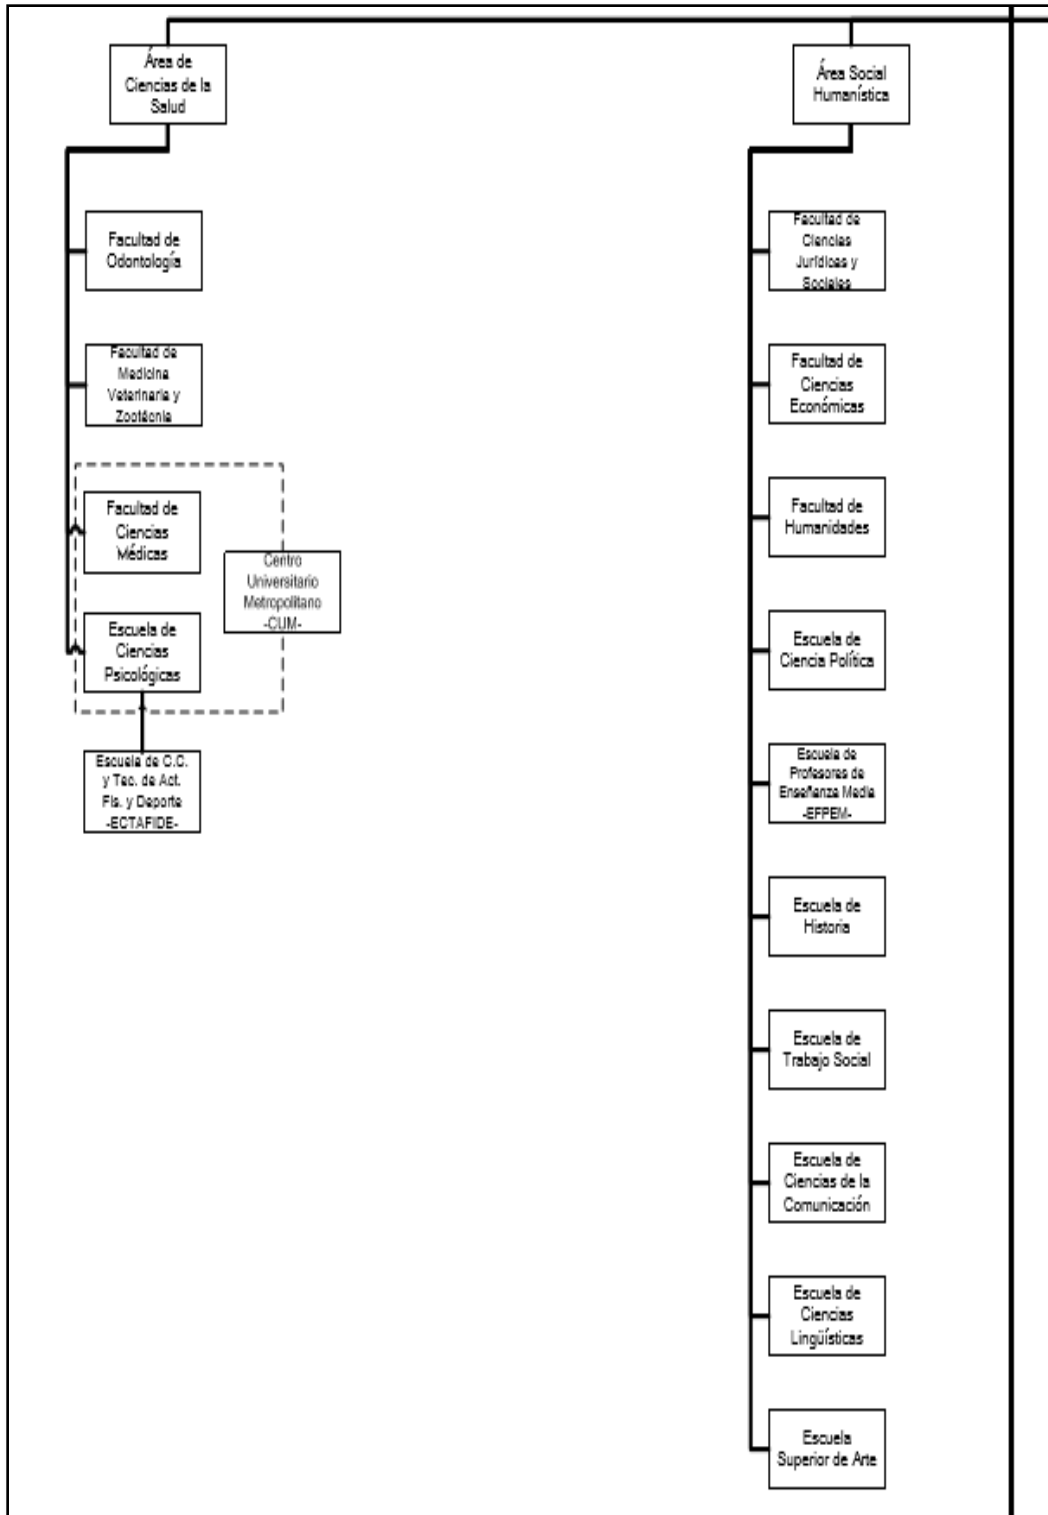 Área de
Ciencias de la
Salud
Facultad de
Odontología
Facultad de
Medicina
Veterinaria y
Zootécnia
Facultad de
Ciencias
Médicas
Centro
Universitario
Metropolitano
-CUM-
Escuela de
Ciencias
Psicológicas
Escuela de C.C.
y Tec. de Act.
Fis. y Deporte
-ECTAFIDE-
Área Social
Humanística
Facultad de
Ciencias
Jurídicas y
Sociales
Facultad de
Ciencias
Económicas
Facultad de
Humanidades
Escuela de
Ciencia Política
Escuela de
Profesores de
Enseñanza Media
-EFPEM-
Escuela de
Historia
Escuela de
Trabajo Social
Escuela de
Ciencias de la
Comunicación
Escuela de
Ciencias
Lingüísticas
Escuela
Superior de Arte